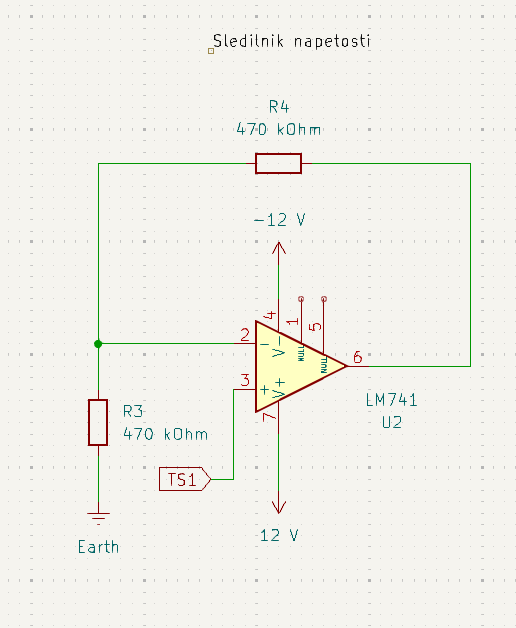 Sledilnik napetosti
R4
470 kOhm
-12 V
4
1
5
2
-
V-
NULL
NULL
6
3
+
V+
7
LM741
U2
R3
470 kOhm
TS1
12 V
Earth